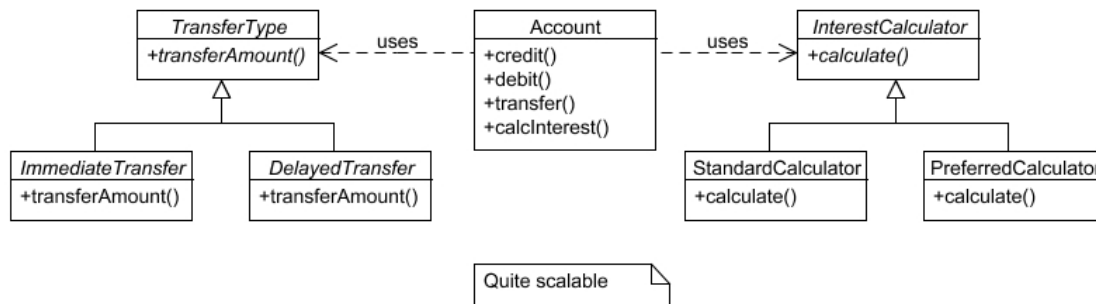 TransferType
+transferAmount()
uses
Account
+credit()
+debit()
+transfer()
+calcInterest()
uses
InterestCalculator
+calculate()
ImmediateTransfer
+transferAmount()
DelayedTransfer
+transferAmount()
StandardCalculator
+calculate()
PreferredCalculator
+calculate()
Quite scalable